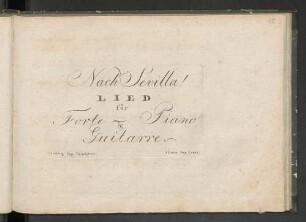 Nach Sevilla!
LIED
für
Forte - Piano
Guitarre